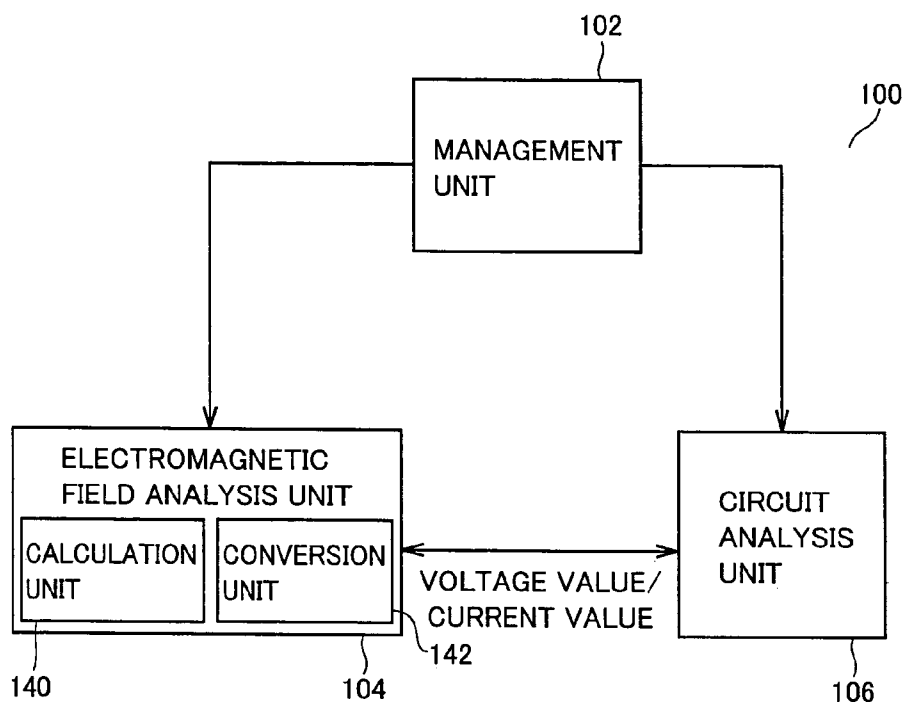 102
100
MANAGEMENT
UNIT
ELECTROMAGNETIC
FIELD ANALYSIS UNIT
CALCULATION
UNIT
CONVERSION
UNIT
VOLTAGE VALUE/
CURRENT VALUE
CIRCUIT
ANALYSIS
UNIT
140
104
142
106